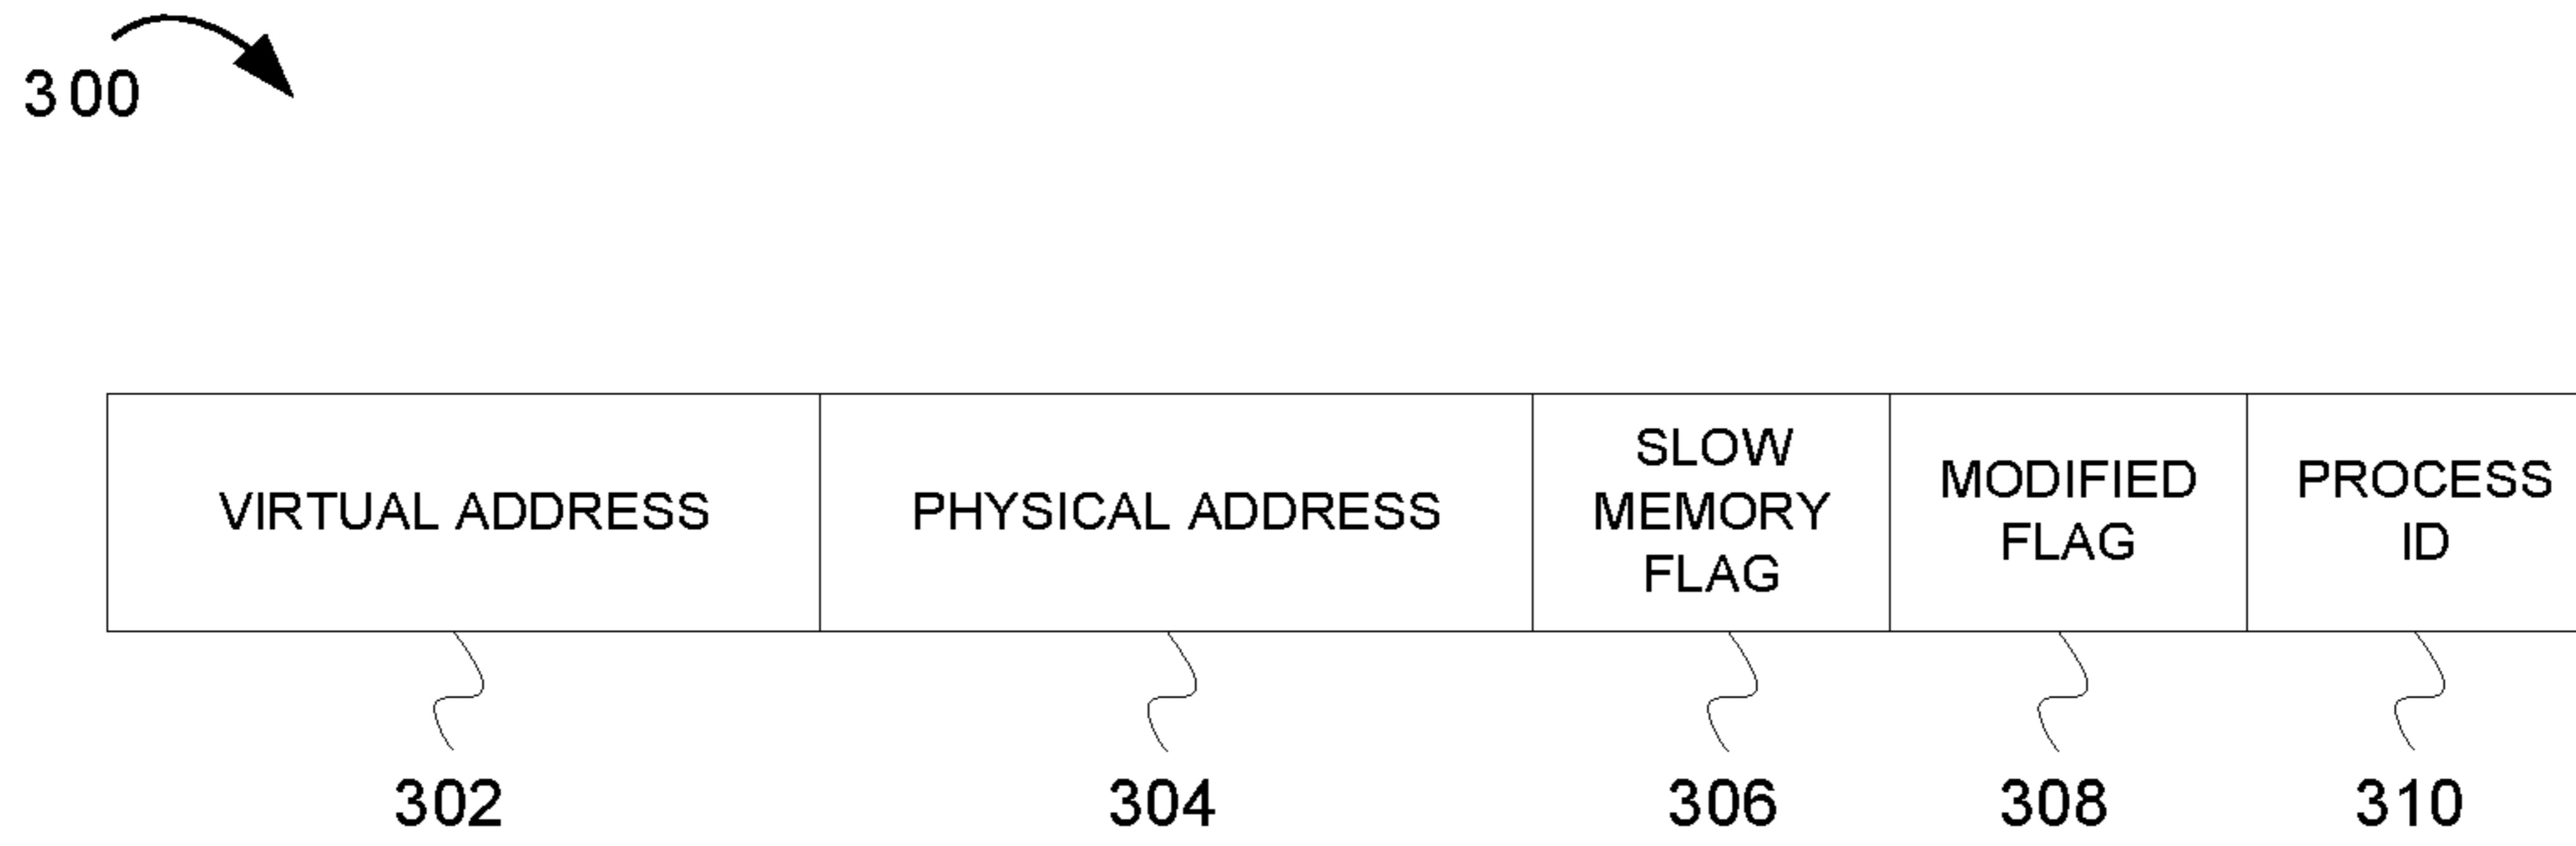 300
VIRTUAL ADDRESS
PHYSICAL ADDRESS
SLOW
MEMORY
FLAG
MODIFIED
FLAG
PROCESS
ID
302
304
306
308
310